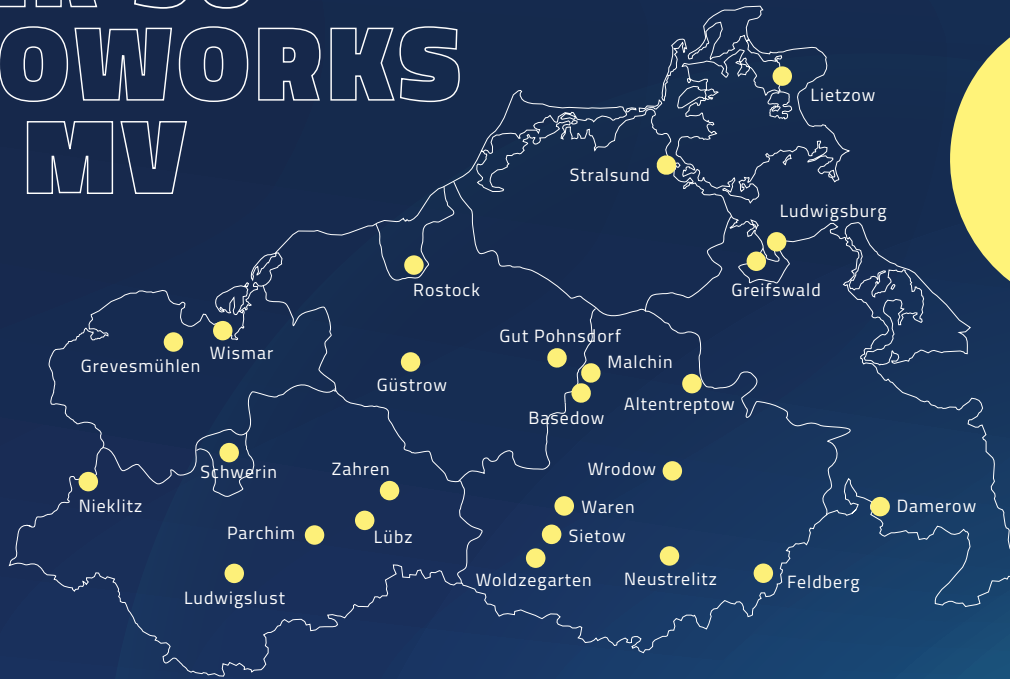 OWORKS
MV
Lietzow
Stralsund
Ludwigsburg
Rostock
Greifswald
Gut Pohnsdorf
Wismar
Malchin
Grevesmühlen
Güstrow
Altentreptow
Basedow
Schwerin
Zahren
Wrodow
Nieklitz
Waren
Damerow
Parchim
Lübz
Sietow
Woldzegarten
Neustrelitz
Feldberg
Ludwigslust